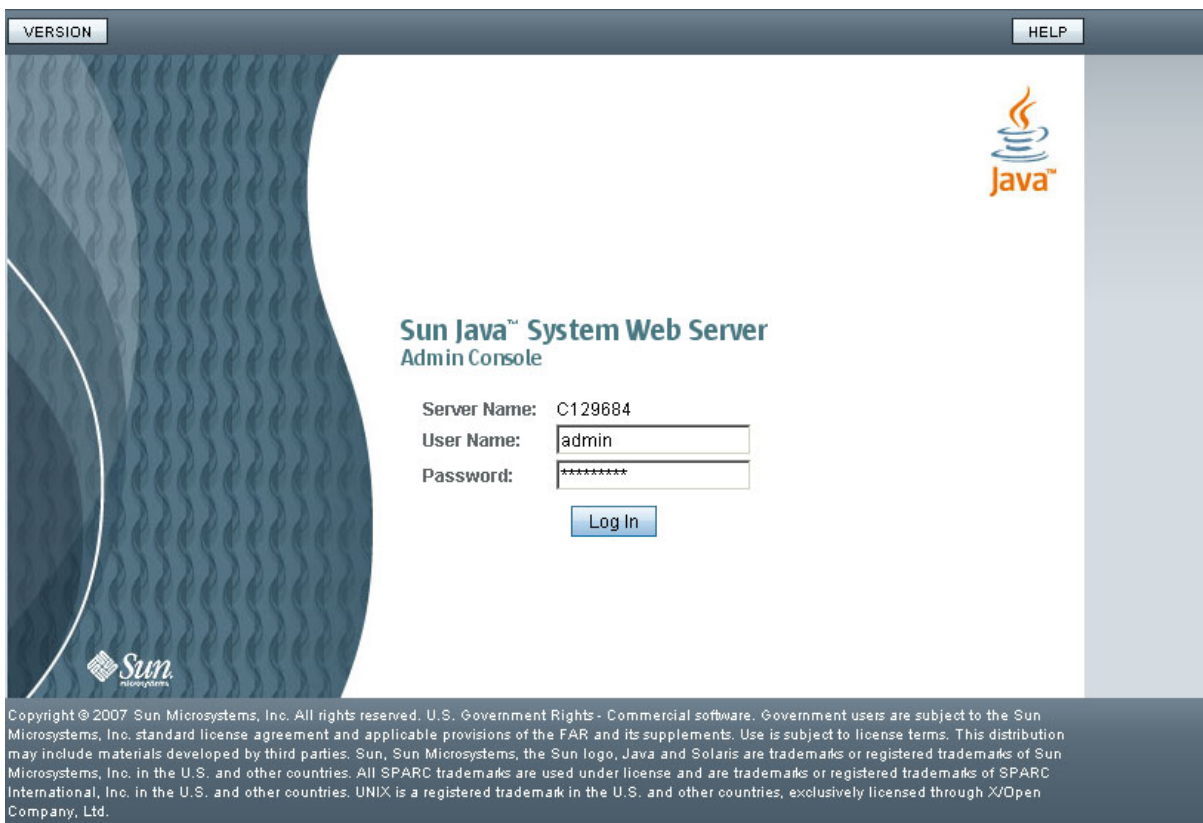 VERSION
HELP
Java™
Sun Java™ System Web Server
Admin Console
Server Name: C129684
User Name: admin
Password: *********
Log In
Sun
microsystems
Copyright © 2007 Sun Microsystems, Inc. All rights reserved. U.S. Government Rights - Commercial software. Government users are subject to the Sun
Microsystems, Inc. standard license agreement and applicable provisions of the FAR and its supplements. Use is subject to license terms. This distribution
may include materials developed by third parties. Sun, Sun Microsystems, the Sun logo, Java and Solaris are trademarks or registered trademarks of Sun
Microsystems, Inc. in the U.S. and other countries. All SPARC trademarks are used under license and are trademarks or registered trademarks of SPARC
International, Inc. in the U.S. and other countries. UNIX is a registered trademark in the U.S. and other countries, exclusively licensed through X/Open
Company, Ltd.